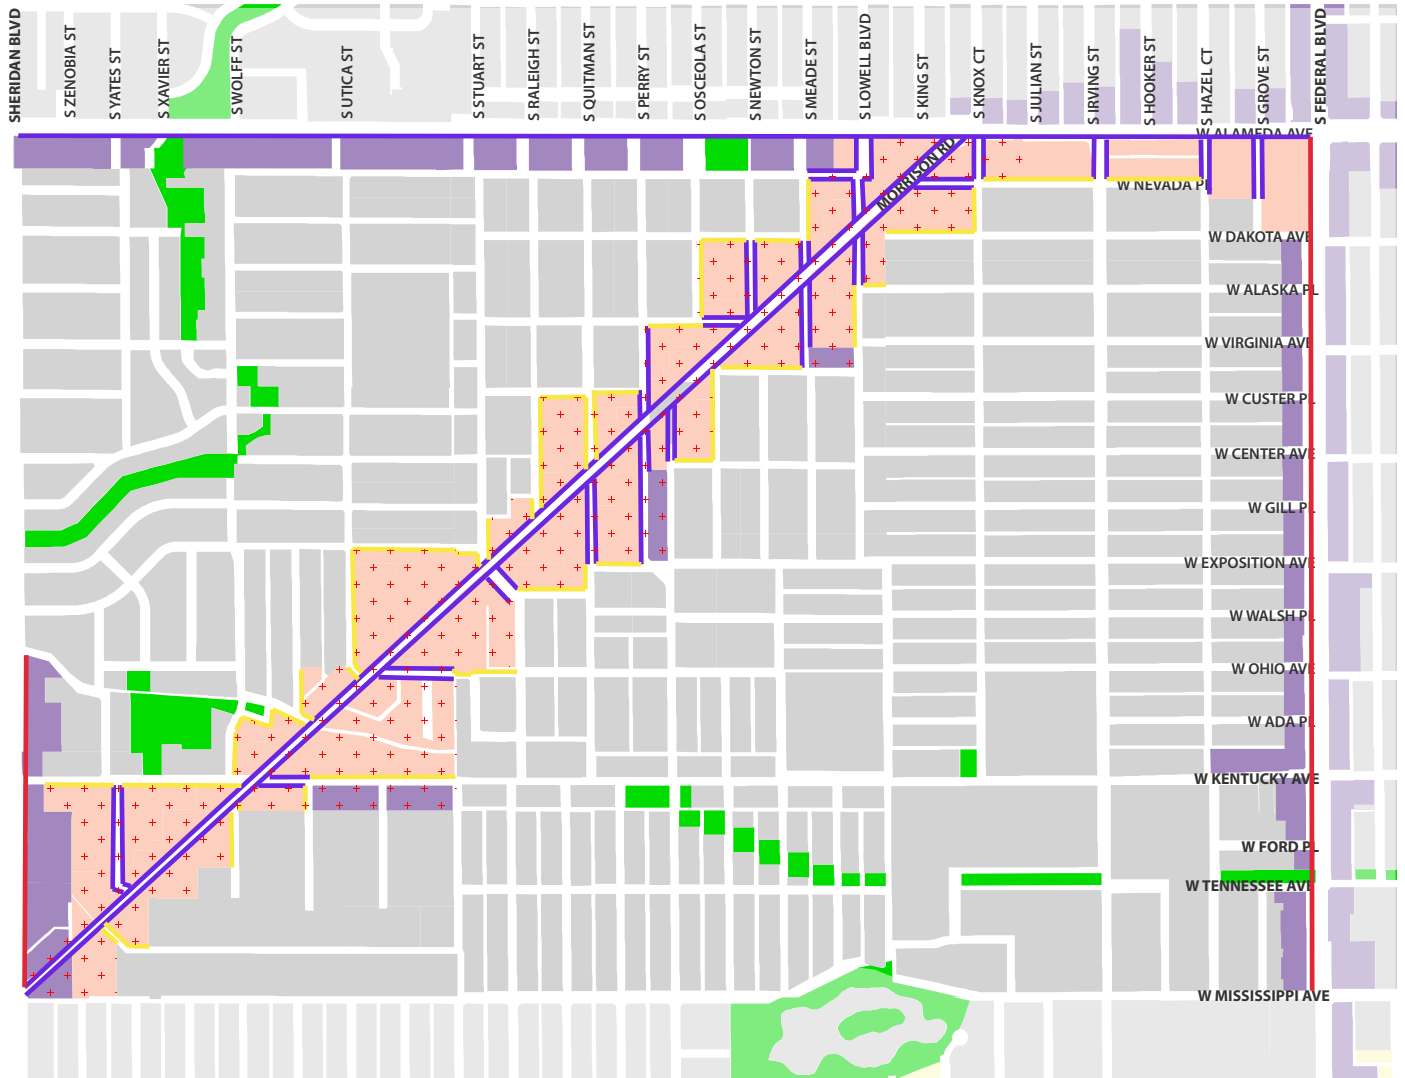 SHERIDAN BLVD
S ZENOBIA ST
S YATES ST
S XAVIER ST
S WOLFF ST
S UTICA ST
S STUART ST
S RALEIGH ST
S QUITMAN ST
S PERRY ST
S OSCEOLA ST
S NEWTON ST
S MEADE ST
S LOWELL BLVD
S KING ST
S KNOX CT
S JULIAN ST
S IRVING ST
S HOOKER ST
S HAZEL CT
S GROVE ST
S FEDERAL BLVD
W ALAMEDA AVE
MORRISON RD
W NEVADA PL
W DAKOTA AVE
W ALASKA PL
W VIRGINIA AVE
W CUSTER PL
W CENTER AVE
W GILL PL
W EXPOSITION AVE
W WALSH PL
W OHIO AVE
W ADA PL
W KENTUCKY AVE
W FORD PL
W TENNESSEE AVE
W MISSISSIPPI AVE